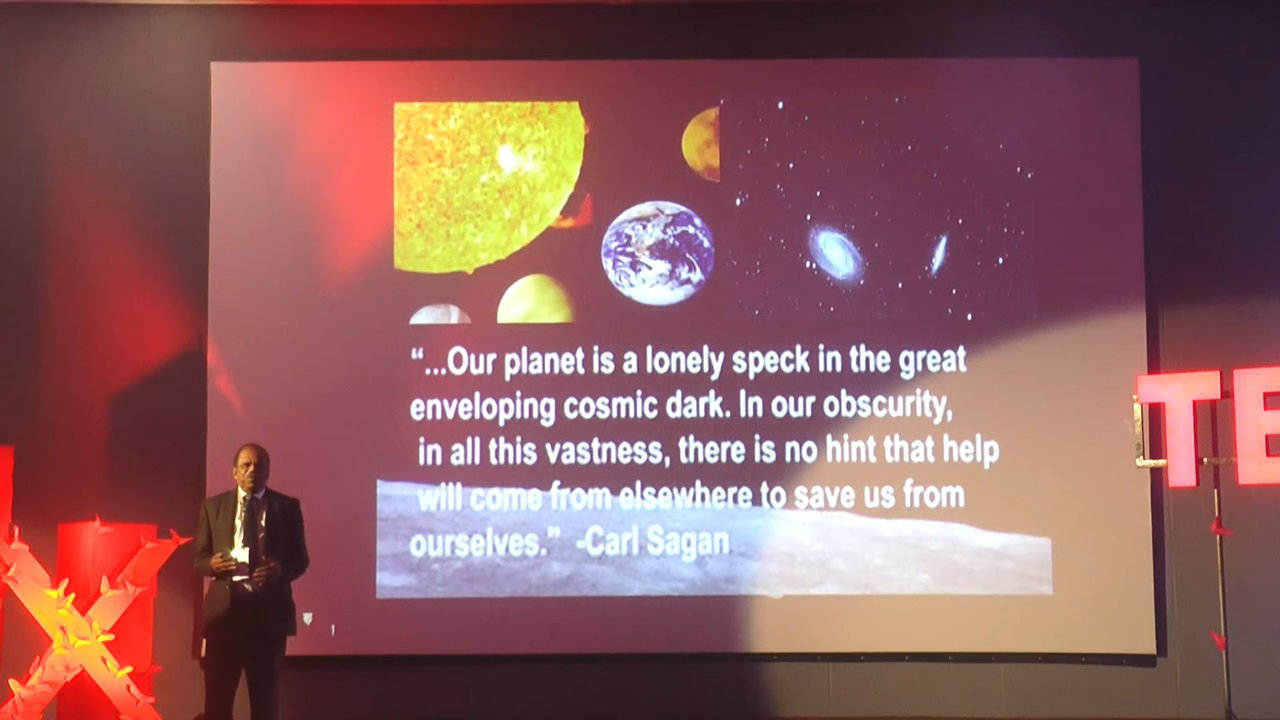 “...Our planet is a lonely speck in the great
enveloping cosmic dark. In our obscurity,
in all this vastness, there is no hint that help
will come from elsewhere to save us from
ourselves.” -Carl Sagan
TE
X